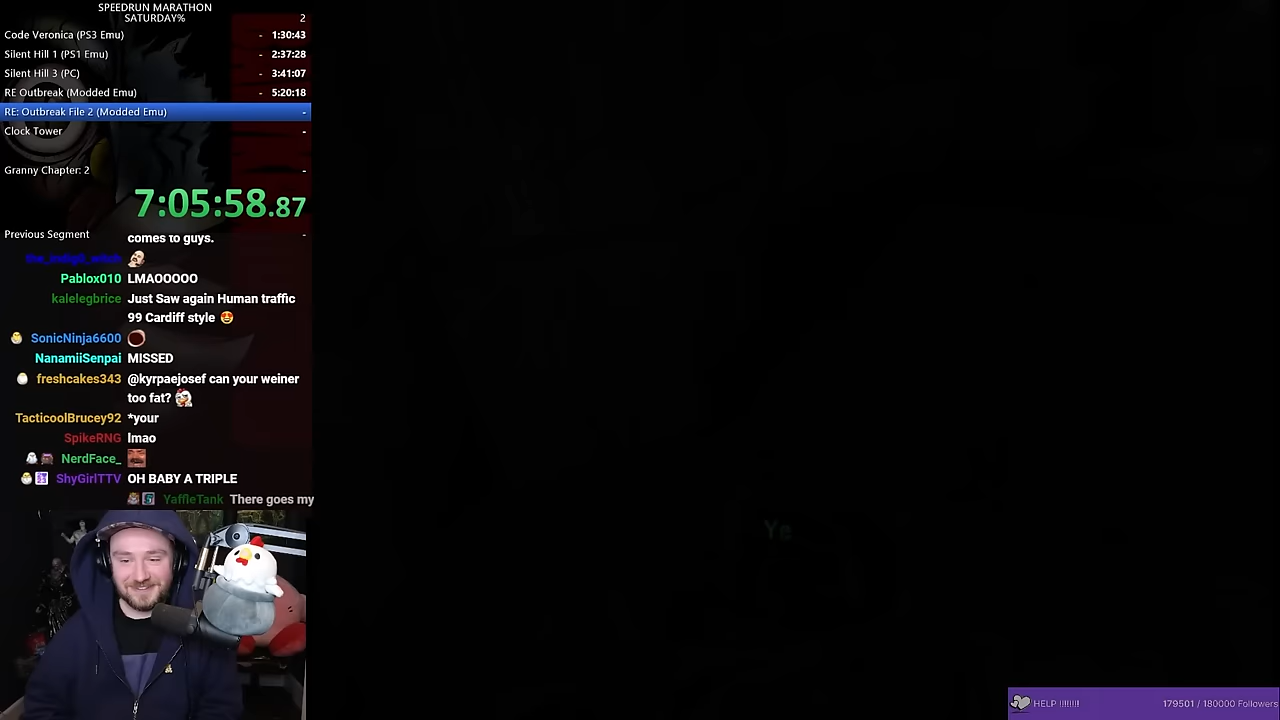 SPEEDRUN MARATHON
SATURDAY%
2
Code Veronica (PS3 Emu) - 1:30:43
Silent Hill 1 (PS1 Emu) - 2:37:28
Silent Hill 3 (PC) - 3:41:07
RE Outbreak (Modded Emu) - 5:20:18
RE: Outbreak File 2 (Modded Emu) -
Clock Tower -
Granny Chapter: 2 -
7:05:58.87
Previous Segment -
comes to guys.
the_indigo_witch
Pablox010 LMAOOOOO
kalelegbrice Just Saw again Human traffic
99 Cardiff style
SonicNinja6600
NanamiiSenpai MISSED
freshcakes343 @kyrpaejosef can your weiner
too fat?
TacticoolBrucey92 *your
SpikeRNG lmao
NerdFace_
ShyGirlTTV OH BABY A TRIPLE
YaffleTank There goes my
Ye
HELP !!!!!!!! 179501 / 180000 Followers